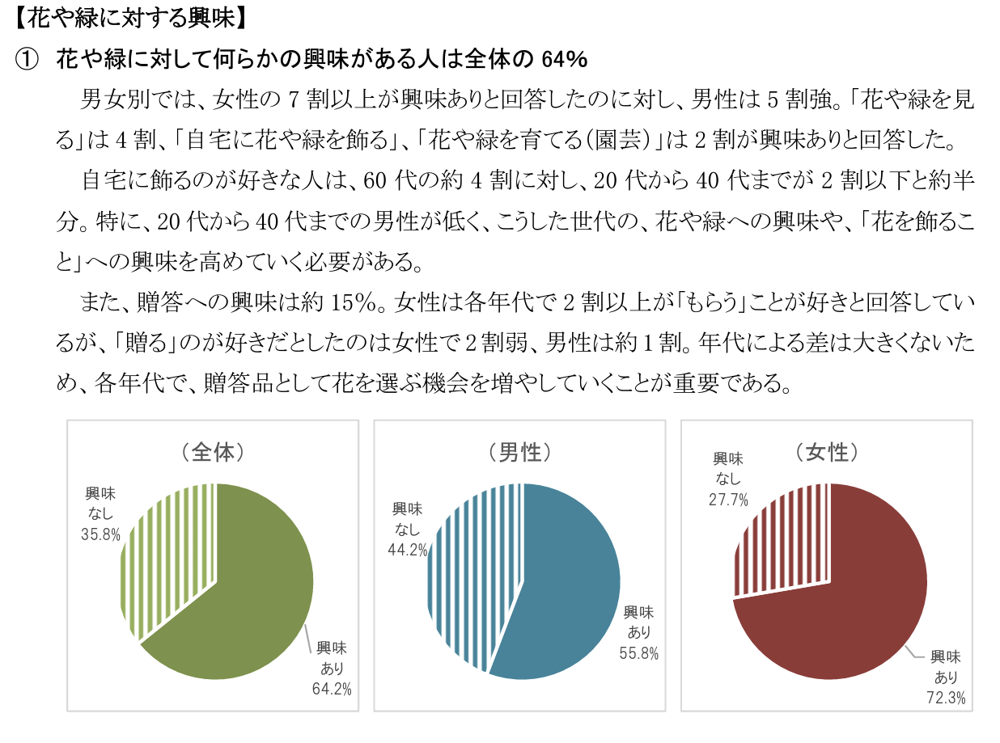 【花や緑に対する興味】
① 花や緑に対して何らかの興味がある人は全体の 64%
男女別では、女性の 7 割以上が興味ありと回答したのに対し、男性は 5 割強。「花や緑を見
る」は 4 割、「自宅に花や緑を飾る」、「花や緑を育てる（園芸）」は 2 割が興味ありと回答した。
自宅に飾るのが好きな人は、60 代の約 4 割に対し、20 代から 40 代までが 2 割以下と約半
分。特に、20 代から 40 代までの男性が低く、こうした世代の、花や緑への興味や、「花を飾るこ
と」への興味を高めていく必要がある。
また、贈答への興味は約 15%。女性は各年代で 2 割以上が「もらう」ことが好きと回答してい
るが、「贈る」のが好きだとしたのは女性で 2 割弱、男性は約 1 割。年代による差は大きくないた
め、各年代で、贈答品として花を選ぶ機会を増やしていくことが重要である。
（全体）
興味
なし
35.8%
興味
あり
64.2%
（男性）
興味
なし
44.2%
興味
あり
55.8%
（女性）
興味
なし
27.7%
興味
あり
72.3%